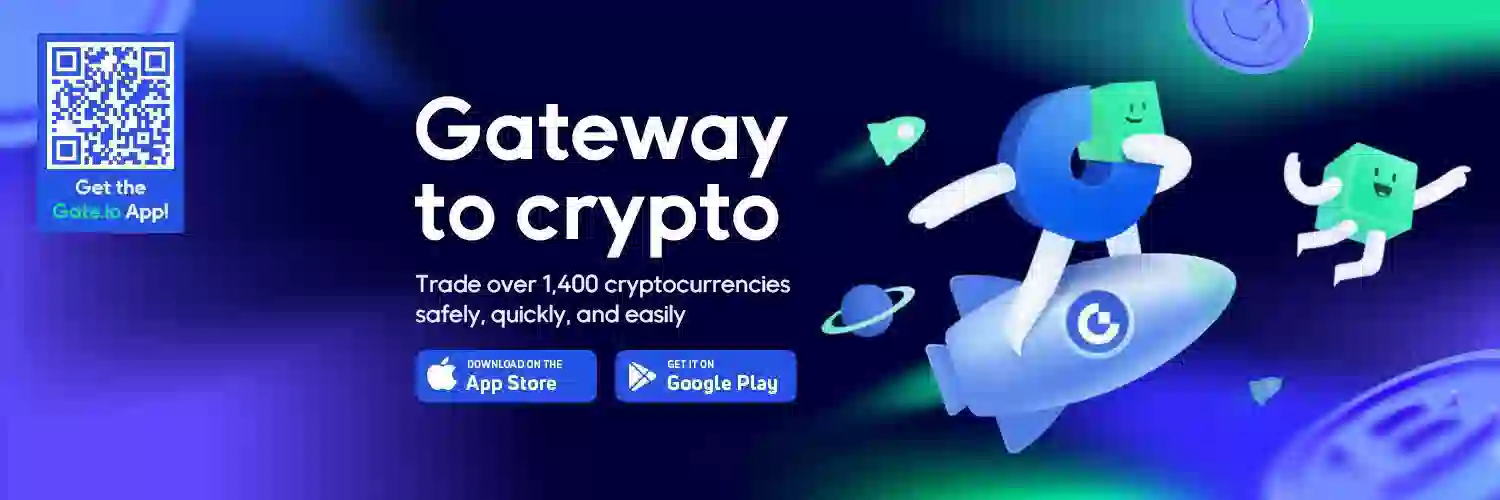 Get the
Gate.io App!
Gateway
to crypto
Trade over 1,400 cryptocurrencies
safely, quickly, and easily
DOWNLOAD ON THE
App Store
GET IT ON
Google Play